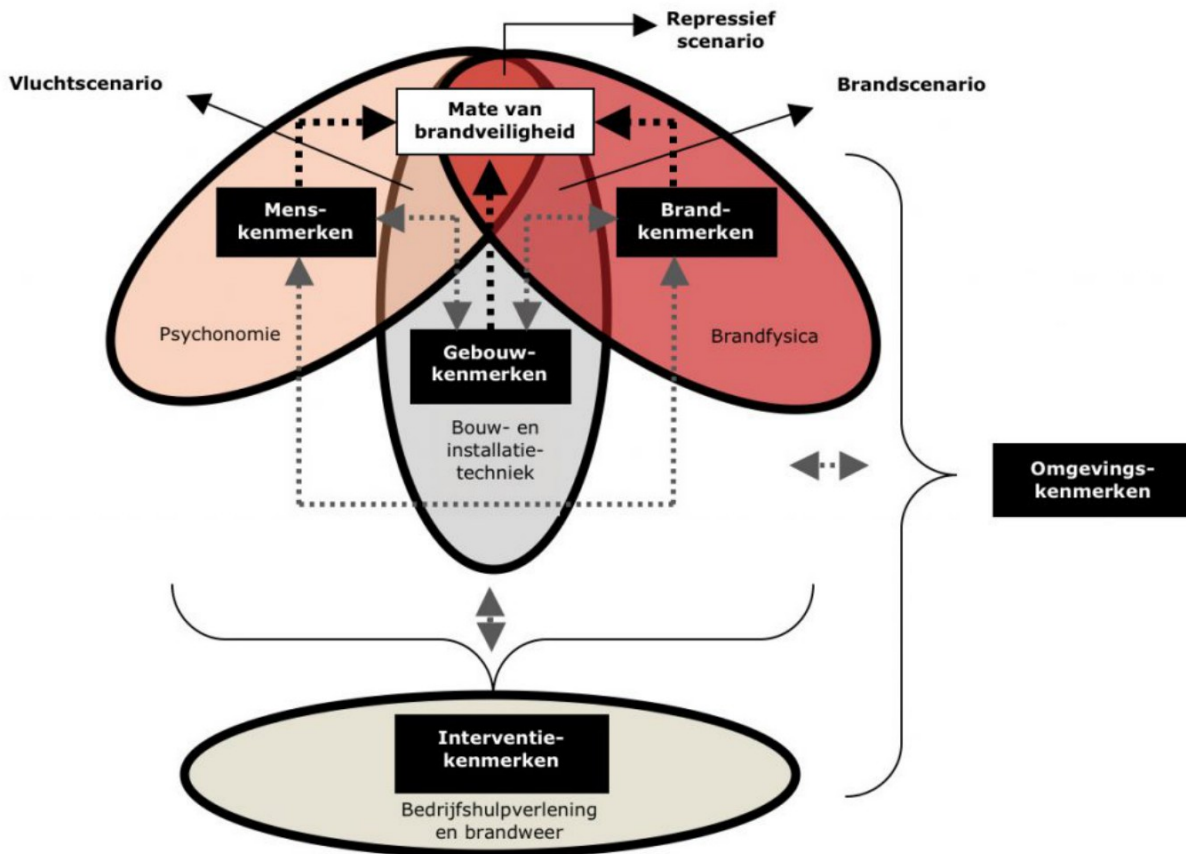 Repressief
scenario
Vluchtscenario
Brandscenario
Mate van
brandveiligheid
Mens-
kenmerken
Brand-
kenmerken
Psychonomie
Brandfysica
Gebouw-
kenmerken
Bouw- en
installatie-
techniek
Omgevings-
kenmerken
Interventie-
kenmerken
Bedrijfshulpverlening
en brandweer